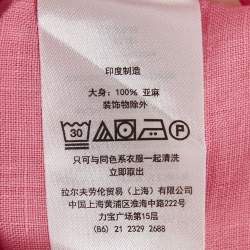 印度制造
大身: 100% 亚麻
装饰物除外
30 P
只可与同色系衣服一起清洗
立即取出
拉尔夫劳伦贸易（上海）有限公司
中国上海黄浦区淮海中路222号
力宝广场第15层
(86) 21 2329 2688